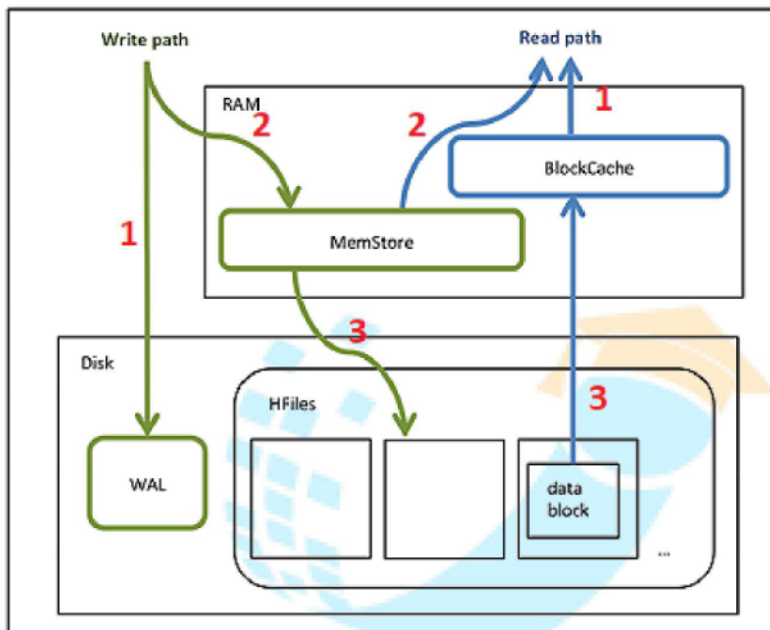 Write path
Read path
RAM
1
2
2
BlockCache
1
MemStore
3
Disk
3
HFiles
WAL
data
block
...